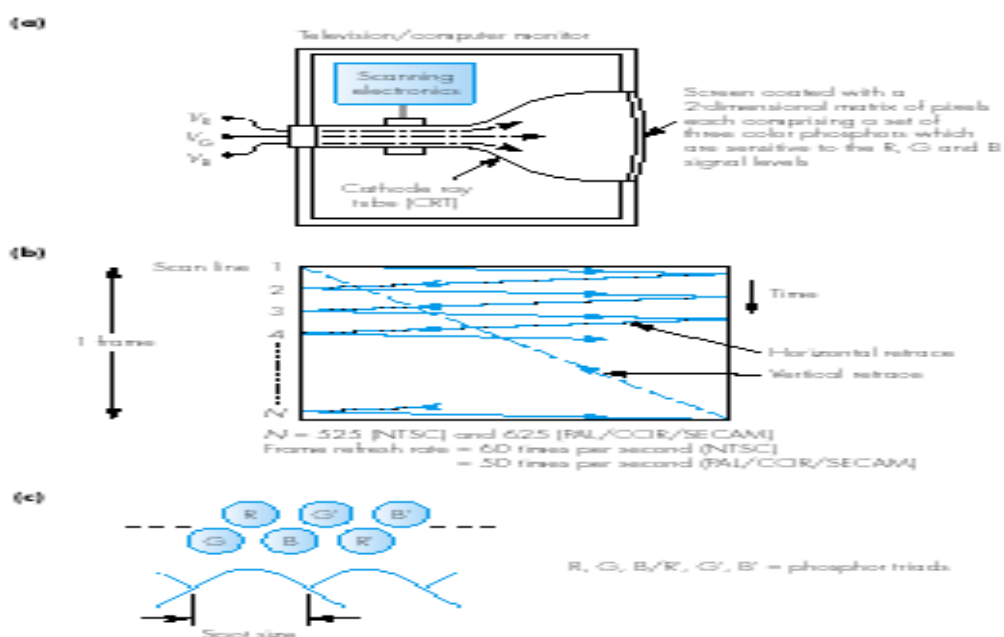 (a)
Television/computer monitor
Scanning
electronics
V_R
V_G
V_B
Cathode ray
tube (CRT)
Screen coated with a
2-dimensional matrix of pixels
each comprising a set of
three color phosphors which
are sensitive to the R, G and B
signal levels
(b)
Scan line 1
2
3
4
N
1 frame
Time
Horizontal retrace
Vertical retrace
N = 525 (NTSC) and 625 (PAL/CCIR/SECAM)
Frame refresh rate = 60 times per second (NTSC)
= 50 times per second (PAL/CCIR/SECAM)
(c)
R G' B'
G B R'
R, G, B/R', G', B' = phosphor triads
Spot size